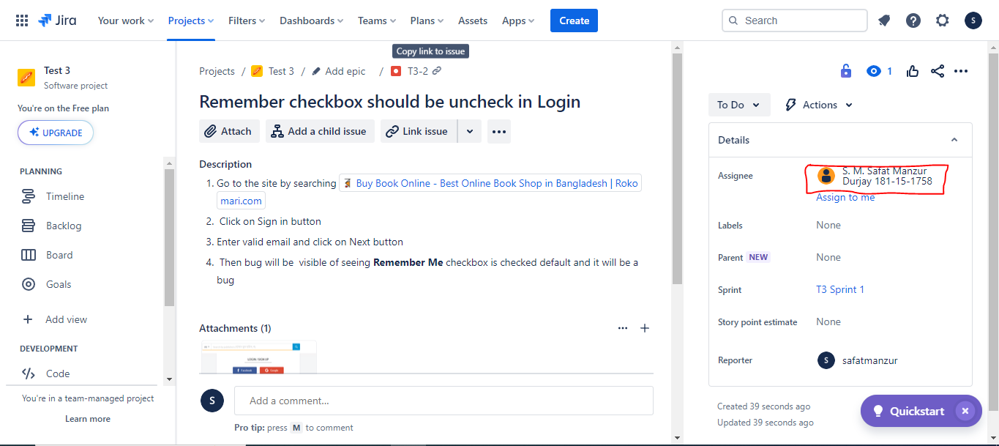 Jira Your work Projects Filters Dashboards Teams Plans Assets Apps Create Search S
Copy link to issue
Test 3
Software project
You're on the Free plan
UPGRADE
PLANNING
Timeline
Backlog
Board
Goals
Add view
DEVELOPMENT
Code
You're in a team-managed project
Learn more
Projects / Test 3 / Add epic / T3-2
Remember checkbox should be uncheck in Login
Attach Add a child issue Link issue
Description
1. Go to the site by searching Buy Book Online - Best Online Book Shop in Bangladesh | Roko
mari.com
2. Click on Sign in button
3. Enter valid email and click on Next button
4. Then bug will be visible of seeing Remember Me checkbox is checked default and it will be a
bug
Attachments (1)
LOGIN / SIGN UP
Facebook Google
S Add a comment...
Pro tip: press M to comment
1
To Do Actions
Details
Assignee S. M. Safat Manzur
Durjay 181-15-1758
Assign to me
Labels None
Parent NEW None
Sprint T3 Sprint 1
Story point estimate None
Reporter S safatmanzur
Created 39 seconds ago
Updated 39 seconds ago
Quickstart